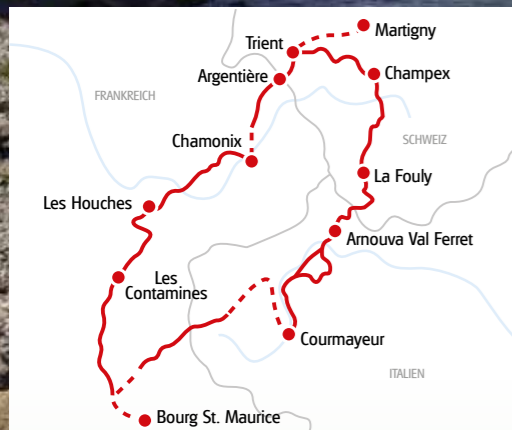 Martigny
Trient
Argentière
Champex
FRANKREICH
Chamonix
SCHWEIZ
La Fouly
Les Houches
Arnouva Val Ferret
Les
Contamines
Courmayeur
ITALIEN
Bourg St. Maurice